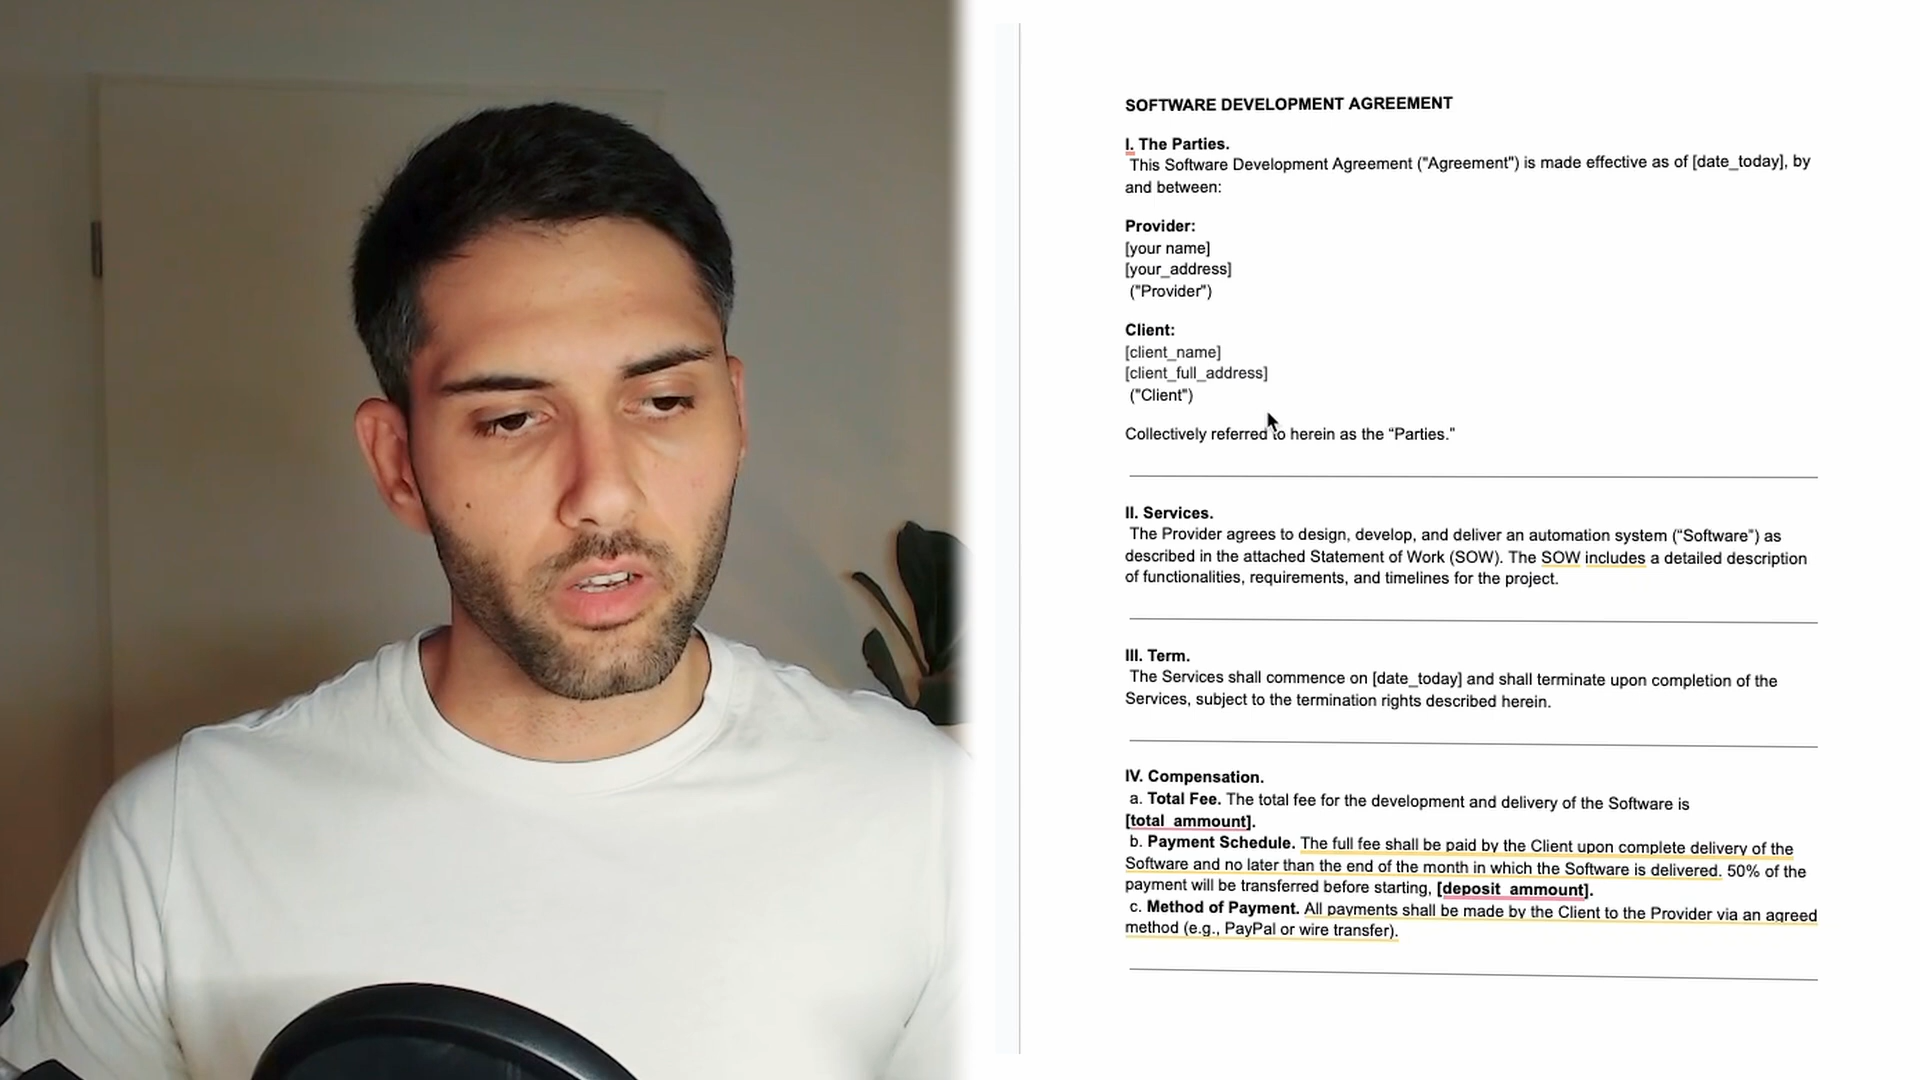 SOFTWARE DEVELOPMENT AGREEMENT
I. The Parties.
This Software Development Agreement ("Agreement") is made effective as of [date_today], by
and between:
Provider:
[your name]
[your_address]
("Provider")
Client:
[client_name]
[client_full_address]
("Client")
Collectively referred to herein as the “Parties."
II. Services.
The Provider agrees to design, develop, and deliver an automation system (“Software”) as
described in the attached Statement of Work (SOW). The SOW includes a detailed description
of functionalities, requirements, and timelines for the project.
III. Term.
The Services shall commence on [date_today] and shall terminate upon completion of the
Services, subject to the termination rights described herein.
IV. Compensation.
a. Total Fee. The total fee for the development and delivery of the Software is
[total_ammount].
b. Payment Schedule. The full fee shall be paid by the Client upon complete delivery of the
Software and no later than the end of the month in which the Software is delivered. 50% of the
payment will be transferred before starting, [deposit_ammount].
c. Method of Payment. All payments shall be made by the Client to the Provider via an agreed
method (e.g., PayPal or wire transfer).